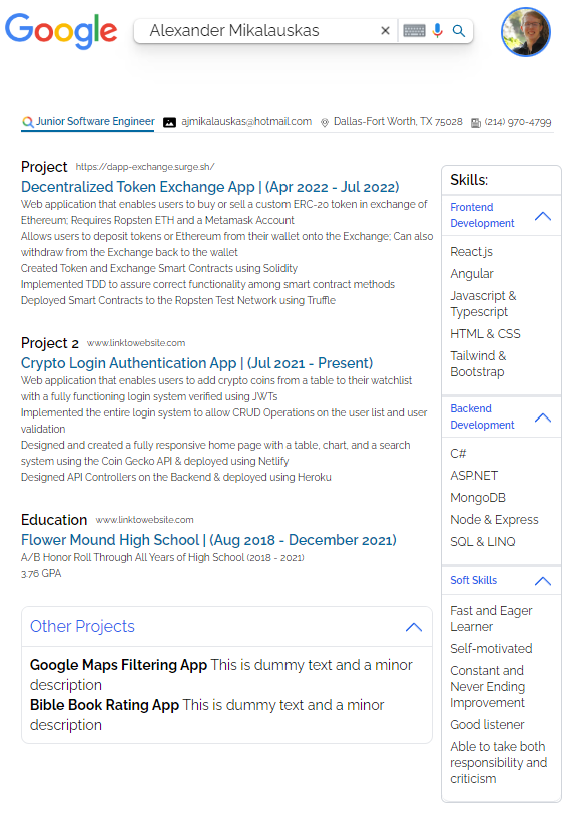 Google
Alexander Mikalauskas
Junior Software Engineer
ajmikalauskas@hotmail.com
Dallas-Fort Worth, TX 75028
(214) 970-4799
Project https://dapp-exchange.surge.sh/
Decentralized Token Exchange App | (Apr 2022 - Jul 2022)
Web application that enables users to buy or sell a custom ERC-20 token in exchange of
Ethereum; Requires Ropsten ETH and a Metamask Account
Allows users to deposit tokens or Ethereum from their wallet onto the Exchange; Can also
withdraw from the Exchange back to the wallet
Created Token and Exchange Smart Contracts using Solidity
Implemented TDD to assure correct functionality among smart contract methods
Deployed Smart Contracts to the Ropsten Test Network using Truffle
Project 2 www.linktowebsite.com
Crypto Login Authentication App | (Jul 2021 - Present)
Web application that enables users to add crypto coins from a table to their watchlist
with a fully functioning login system verified using JWTs
Implemented the entire login system to allow CRUD Operations on the user list and user
validation
Designed and created a fully responsive home page with a table, chart, and a search
system using the Coin Gecko API & deployed using Netlify
Designed API Controllers on the Backend & deployed using Heroku
Education www.linktowebsite.com
Flower Mound High School | (Aug 2018 - December 2021)
A/B Honor Roll Through All Years of High School (2018 - 2021)
3.76 GPA
Other Projects
Google Maps Filtering App This is dummy text and a minor
description
Bible Book Rating App This is dummy text and a minor
description
Skills:
Frontend
Development
React.js
Angular
Javascript &
Typescript
HTML & CSS
Tailwind &
Bootstrap
Backend
Development
C#
ASP.NET
MongoDB
Node & Express
SQL & LINQ
Soft Skills
Fast and Eager
Learner
Self-motivated
Constant and
Never Ending
Improvement
Good listener
Able to take both
responsibility and
criticism